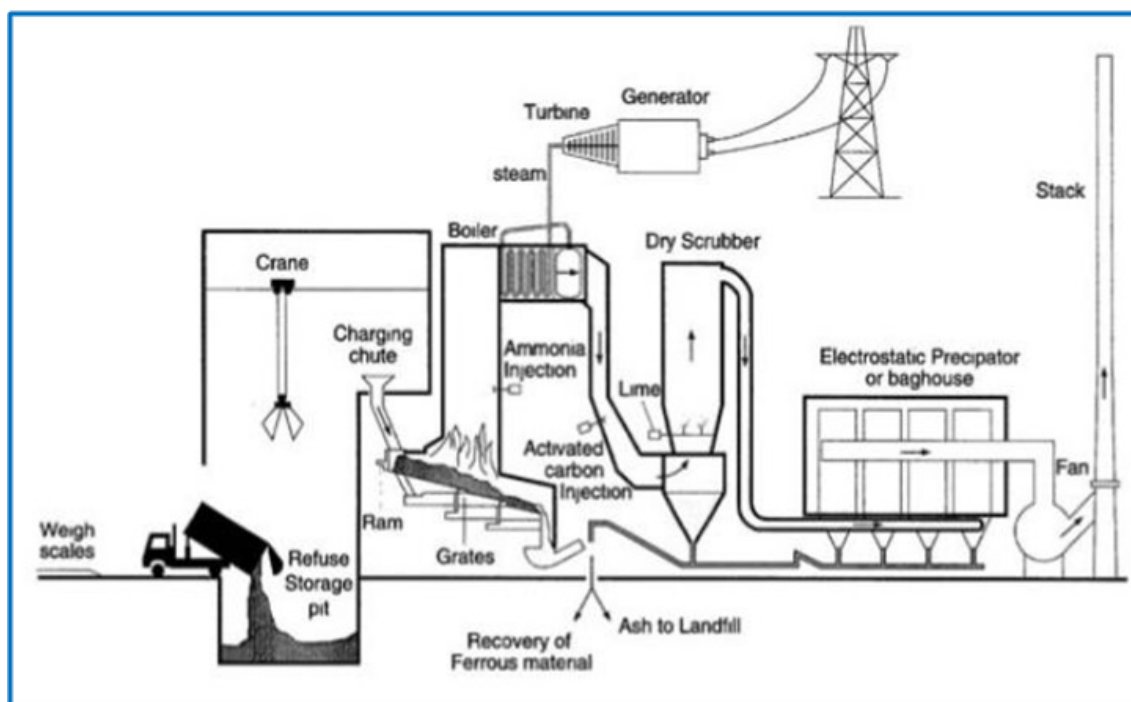 Generator
Turbine
steam
Stack
Boiler
Dry Scrubber
Crane
Charging
chute
Ammonia
Injection
Electrostatic Precipator
or baghouse
Lime
Activated
carbon
Injection
Fan
Ram
Grates
Weigh
scales
Refuse
Storage
pit
Recovery of
Ferrous material
Ash to Landfill